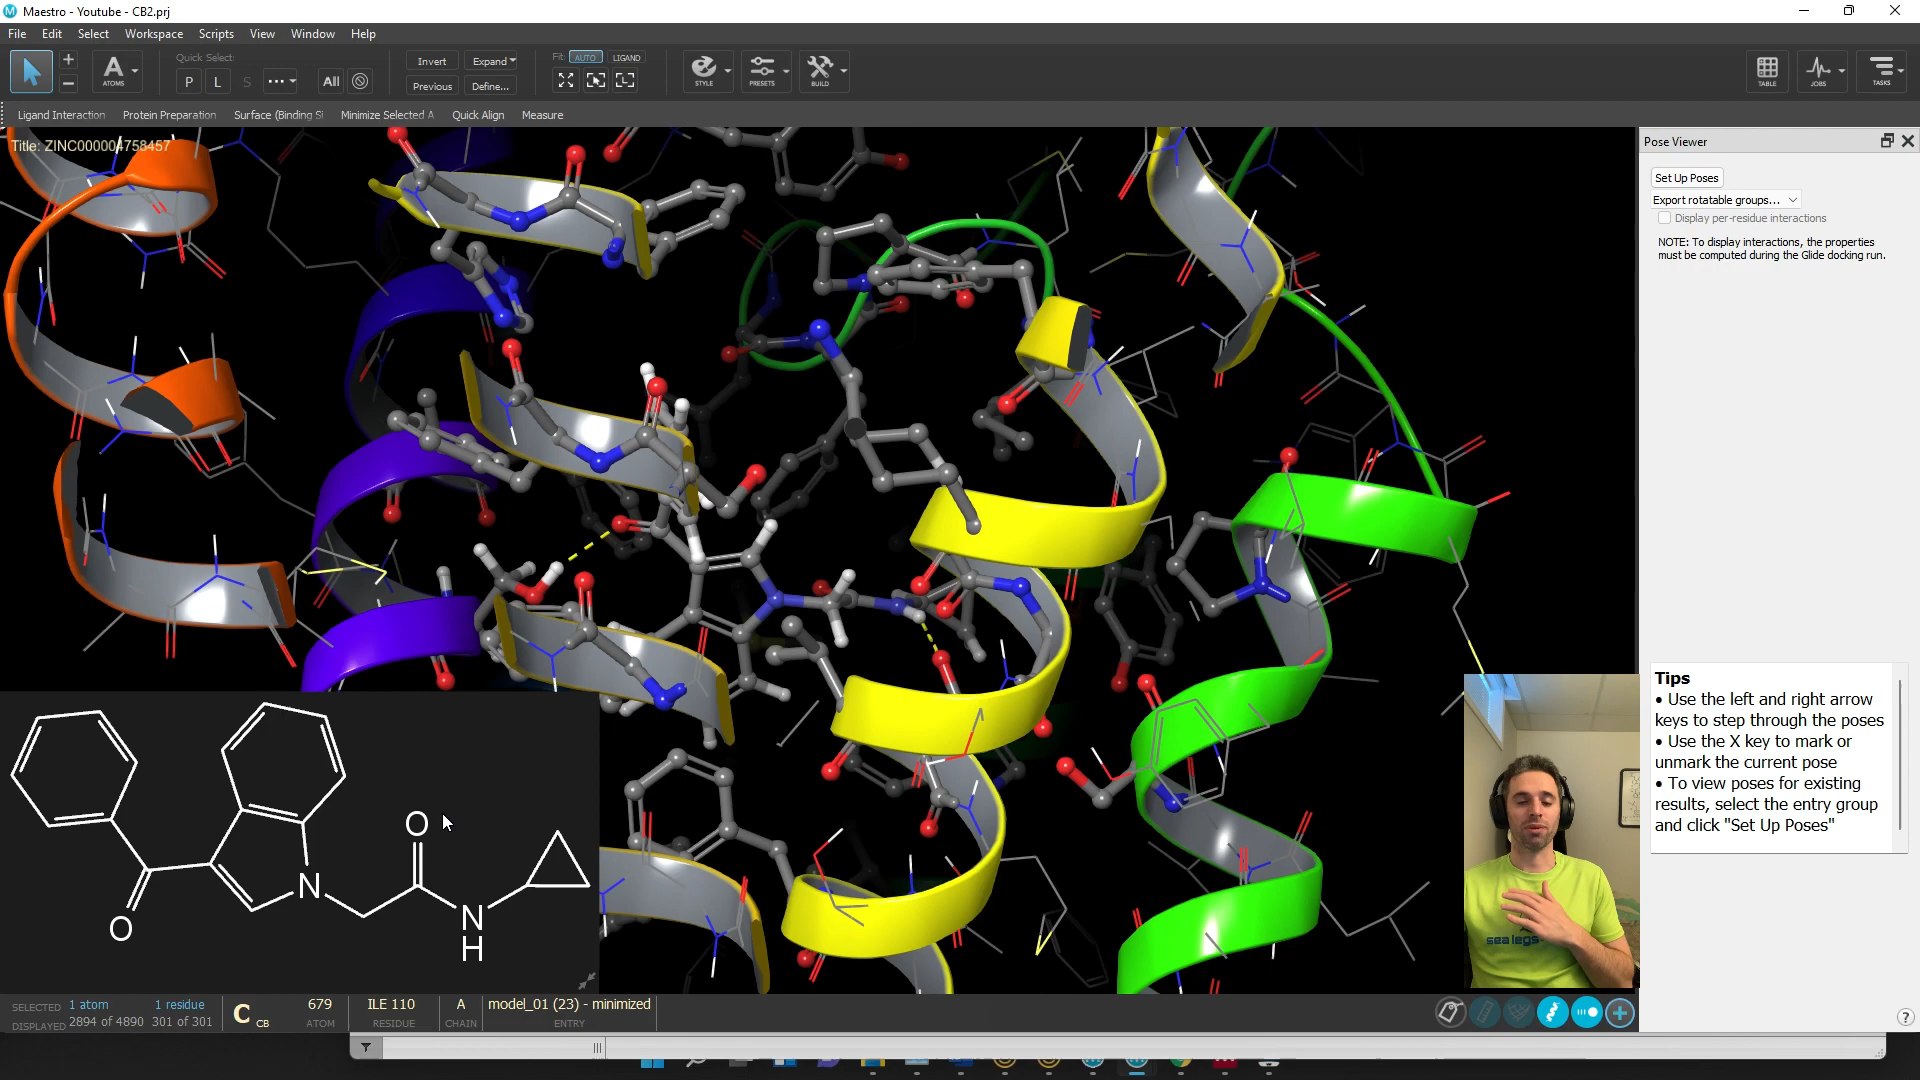 Maestro - Youtube - CB2.prj
File Edit Select Workspace Scripts View Window Help
Quick Select:
Invert Expand
Fit: AUTO LIGAND
A
ATOMS
P L S ... All
Previous Define...
STYLE PRESETS BUILD
TABLE JOBS TASKS
Ligand Interaction Protein Preparation Surface (Binding Si Minimize Selected A Quick Align Measure
Title: ZINC000004758457
Pose Viewer
Set Up Poses
Export rotatable groups...
Display per-residue interactions
NOTE: To display interactions, the properties
must be computed during the Glide docking run.
Tips
• Use the left and right arrow
keys to step through the poses
• Use the X key to mark or
unmark the current pose
• To view poses for existing
results, select the entry group
and click "Set Up Poses"
O
N
O
N
H
sea legs
SELECTED 1 atom 1 residue
DISPLAYED 2894 of 4890 301 of 301
C CB
679
ATOM
ILE 110
RESIDUE
A
CHAIN
model_01 (23) - minimized
ENTRY
?